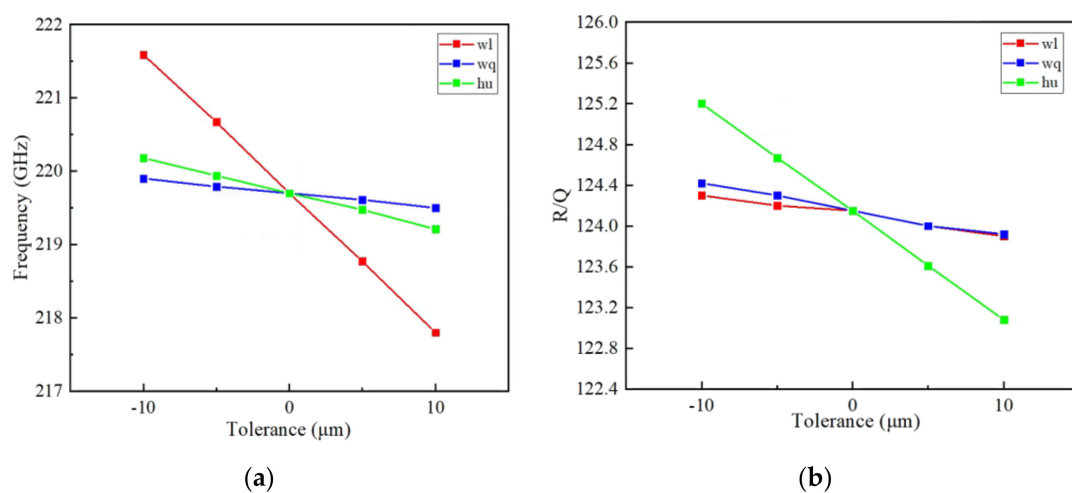 222
221
220
219
218
217
Frequency (GHz)
wl
wq
hu
-10
0
10
Tolerance (μm)
(a)
126.0
125.6
125.2
124.8
124.4
124.0
123.6
123.2
122.8
122.4
R/Q
wl
wq
hu
-10
0
10
Tolerance (μm)
(b)